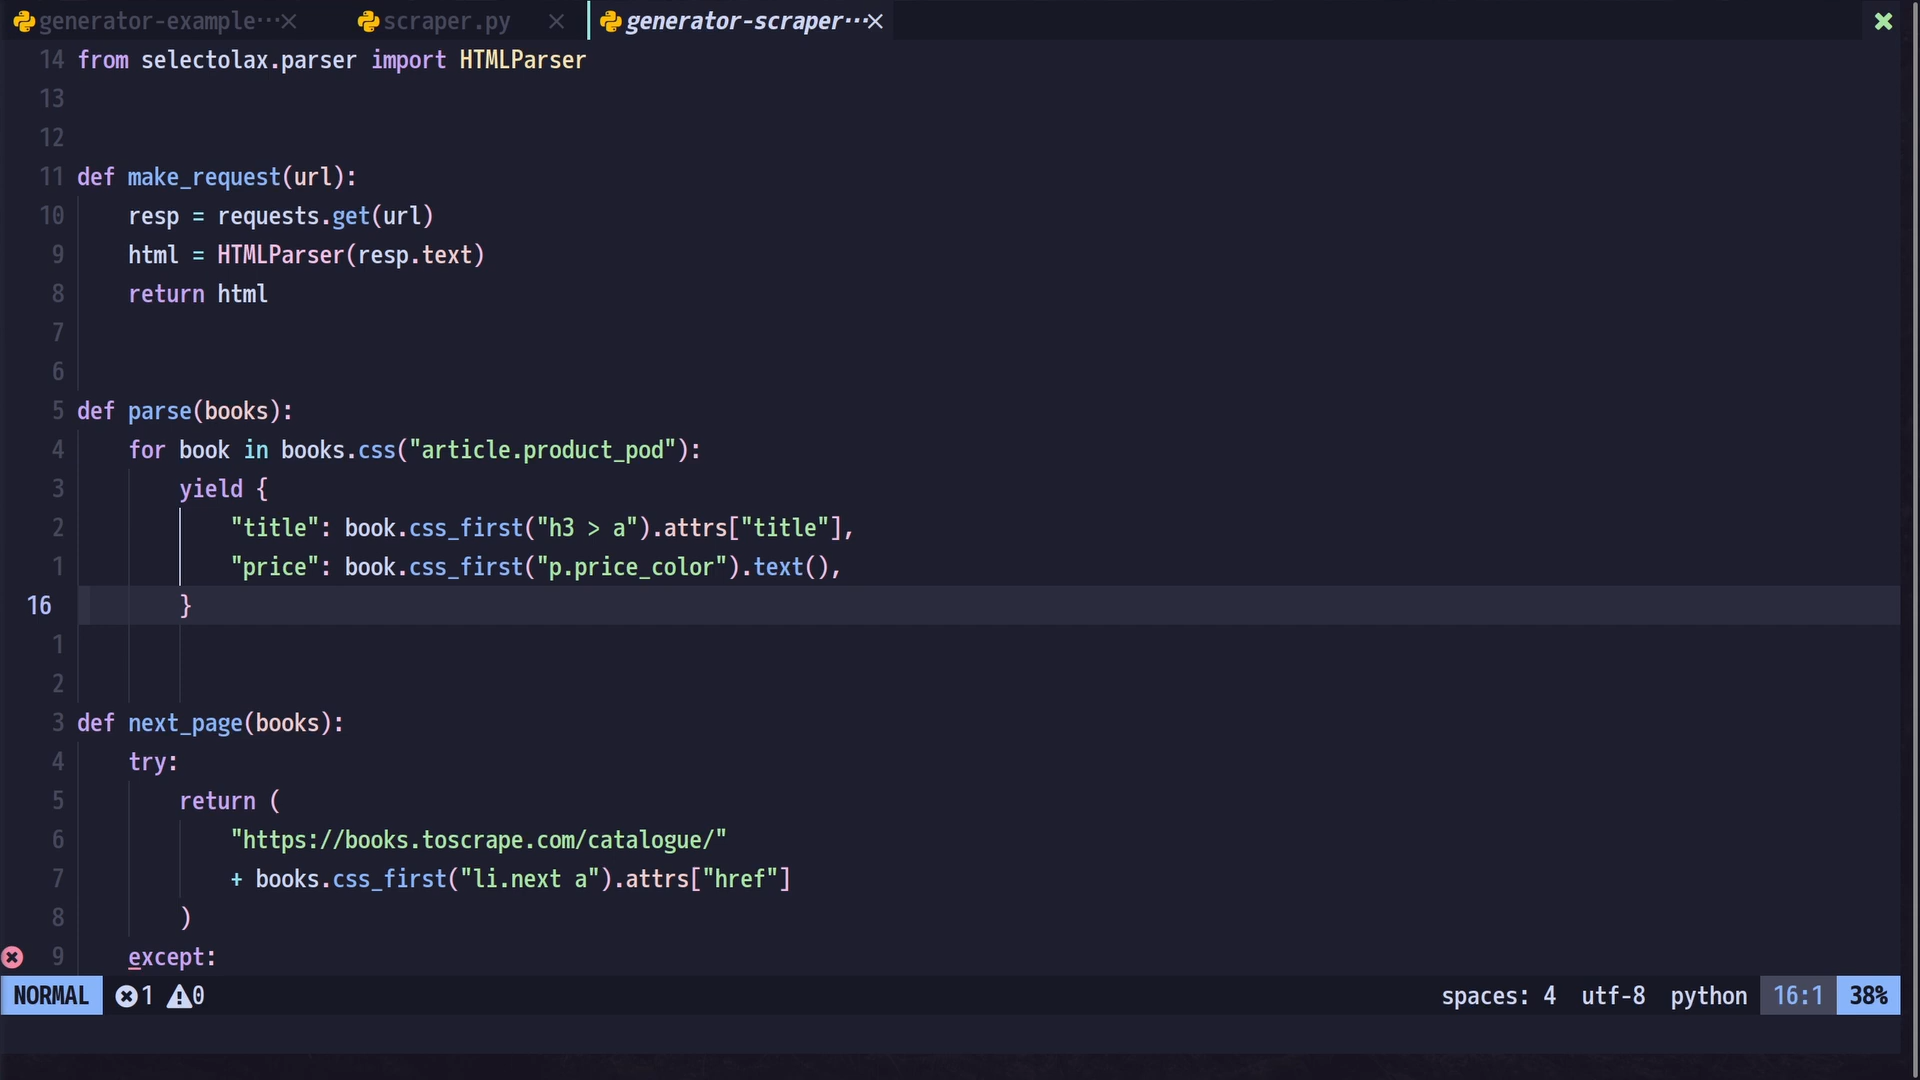 generator-example··· scraper.py generator-scraper···
14 from selectolax.parser import HTMLParser
13
12
11 def make_request(url):
10 resp = requests.get(url)
9 html = HTMLParser(resp.text)
8 return html
7
6
5 def parse(books):
4 for book in books.css("article.product_pod"):
3 yield {
2 "title": book.css_first("h3 > a").attrs["title"],
1 "price": book.css_first("p.price_color").text(),
16 }
1
2
3 def next_page(books):
4 try:
5 return (
6 "https://books.toscrape.com/catalogue/"
7 + books.css_first("li.next a").attrs["href"]
8 )
9 except:
NORMAL 1 0 spaces: 4 utf-8 python 16:1 38%